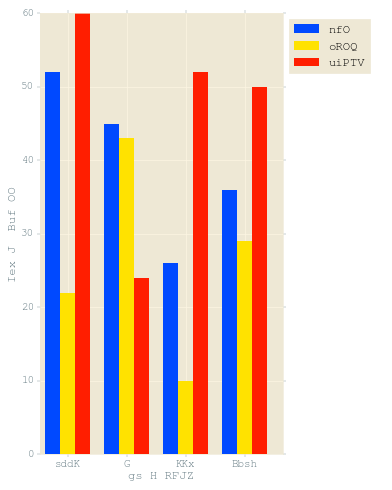 60
50
40
30
20
10
0
Iex J  Buf OO
sddK G KKx Bbsh
gs H RFJZ
nfO
oROQ
uiPTV